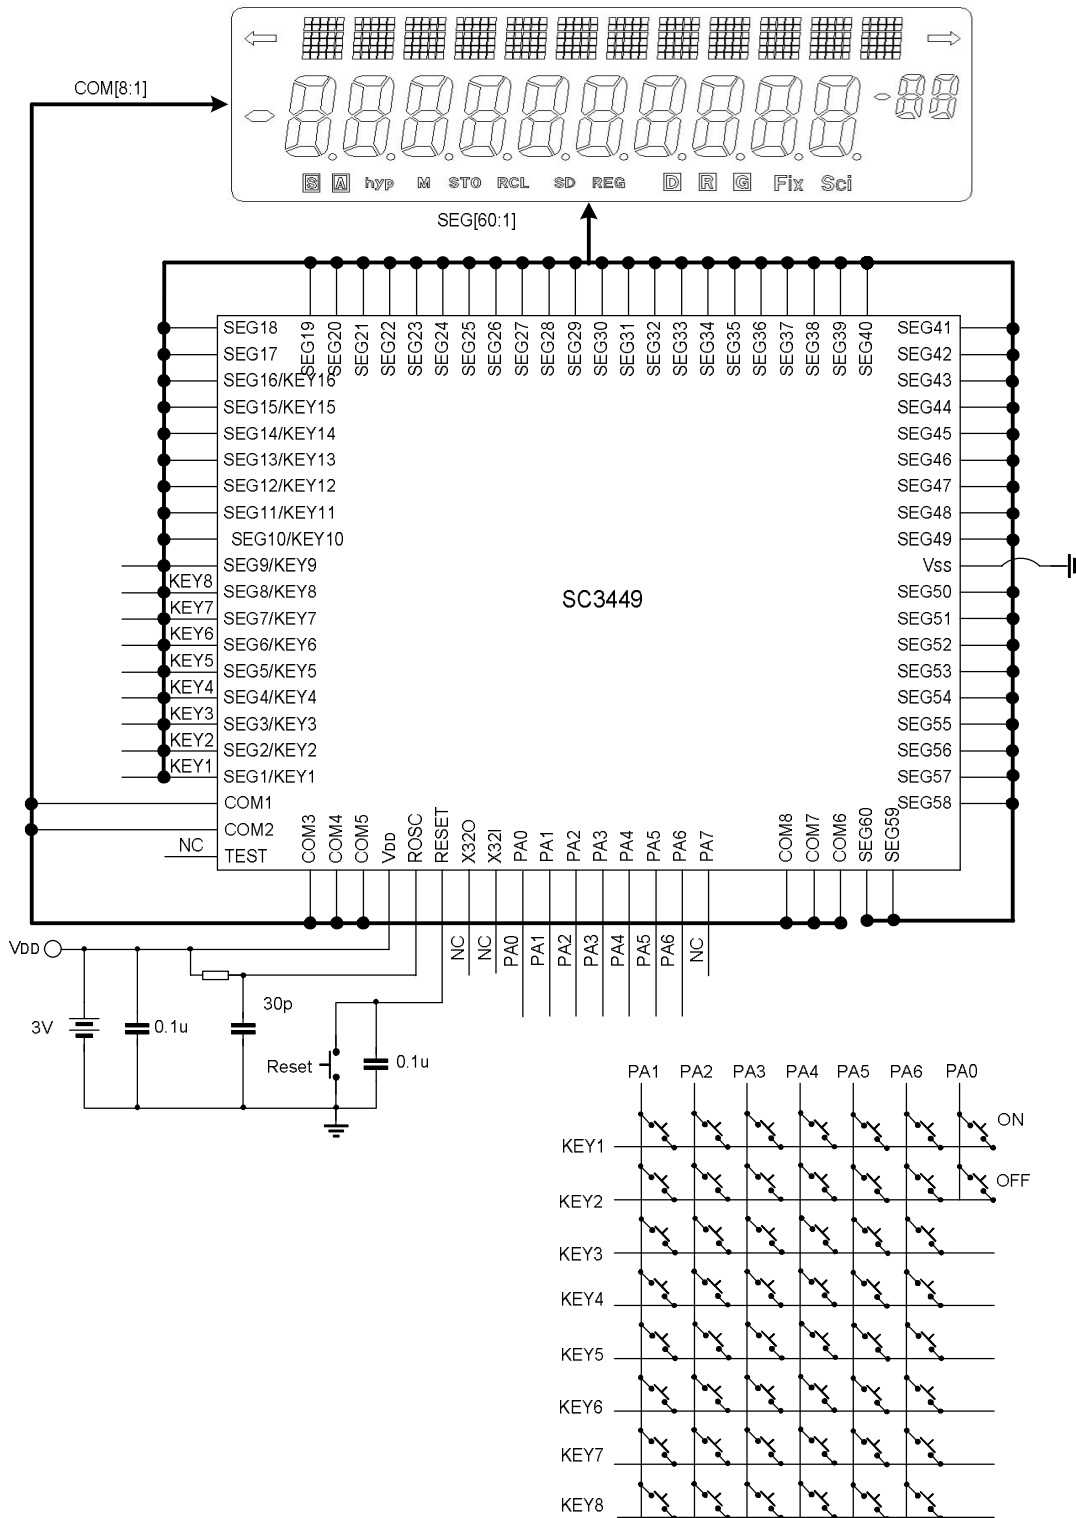 COM[8:1]
S A hyp M STO RCL SD REG D R G Fix Sci
SEG[60:1]
SEG19
SEG20
SEG21
SEG22
SEG23
SEG24
SEG25
SEG26
SEG27
SEG28
SEG29
SEG30
SEG31
SEG32
SEG33
SEG34
SEG35
SEG36
SEG37
SEG38
SEG39
SEG40
SEG18
SEG17
SEG16/KEY16
SEG15/KEY15
SEG14/KEY14
SEG13/KEY13
SEG12/KEY12
SEG11/KEY11
SEG10/KEY10
SEG9/KEY9
KEY8 SEG8/KEY8
KEY7 SEG7/KEY7
KEY6 SEG6/KEY6
KEY5 SEG5/KEY5
KEY4 SEG4/KEY4
KEY3 SEG3/KEY3
KEY2 SEG2/KEY2
KEY1 SEG1/KEY1
COM1
COM2
NC TEST
SC3449
SEG41
SEG42
SEG43
SEG44
SEG45
SEG46
SEG47
SEG48
SEG49
Vss
SEG50
SEG51
SEG52
SEG53
SEG54
SEG55
SEG56
SEG57
SEG58
COM3
COM4
COM5
VDD
ROSC
RESET
X32O
X32I
PA0
PA1
PA2
PA3
PA4
PA5
PA6
PA7
COM8
COM7
COM6
SEG60
SEG59
NC
NC
PA0
PA1
PA2
PA3
PA4
PA5
PA6
NC
VDD
3V
0.1u
30p
Reset
0.1u
PA1 PA2 PA3 PA4 PA5 PA6 PA0
KEY1 ON
KEY2 OFF
KEY3
KEY4
KEY5
KEY6
KEY7
KEY8